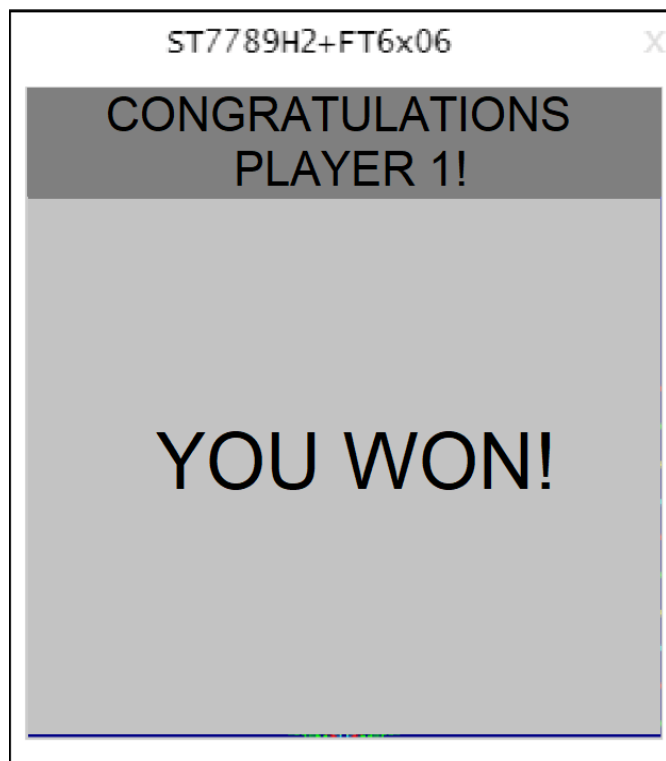 ST7789H2+FT6x06
X
CONGRATULATIONS
PLAYER 1!
YOU WON!